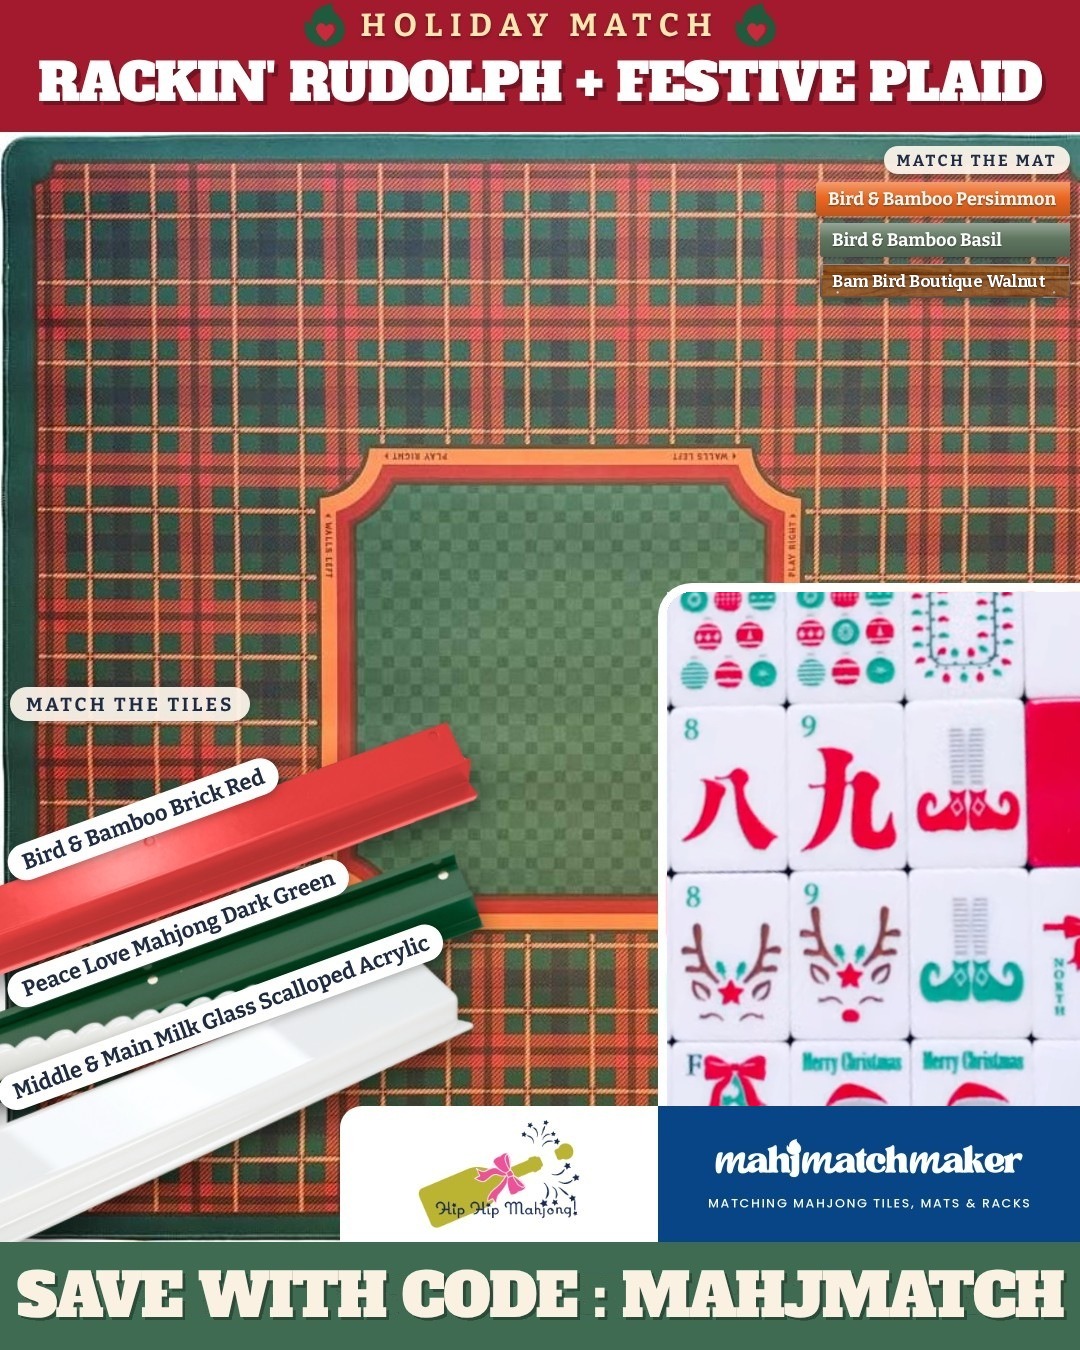 HOLIDAY MATCH
RACKIN' RUDOLPH + FESTIVE PLAID
MATCH THE MAT
Bird & Bamboo Persimmon
Bird & Bamboo Basil
Bam Bird Boutique Walnut
PLAY RIGHT
WALLS LEFT
WALLS LEFT
PLAY RIGHT
MATCH THE TILES
Bird & Bamboo Brick Red
Peace Love Mahjong Dark Green
Middle & Main Milk Glass Scalloped Acrylic
8 9
八 九
8 9
NORTH
F Merry Christmas Merry Christmas
Hip Hip Mahjong!
mahjmatchmaker
MATCHING MAHJONG TILES, MATS & RACKS
SAVE WITH CODE : MAHJMATCH